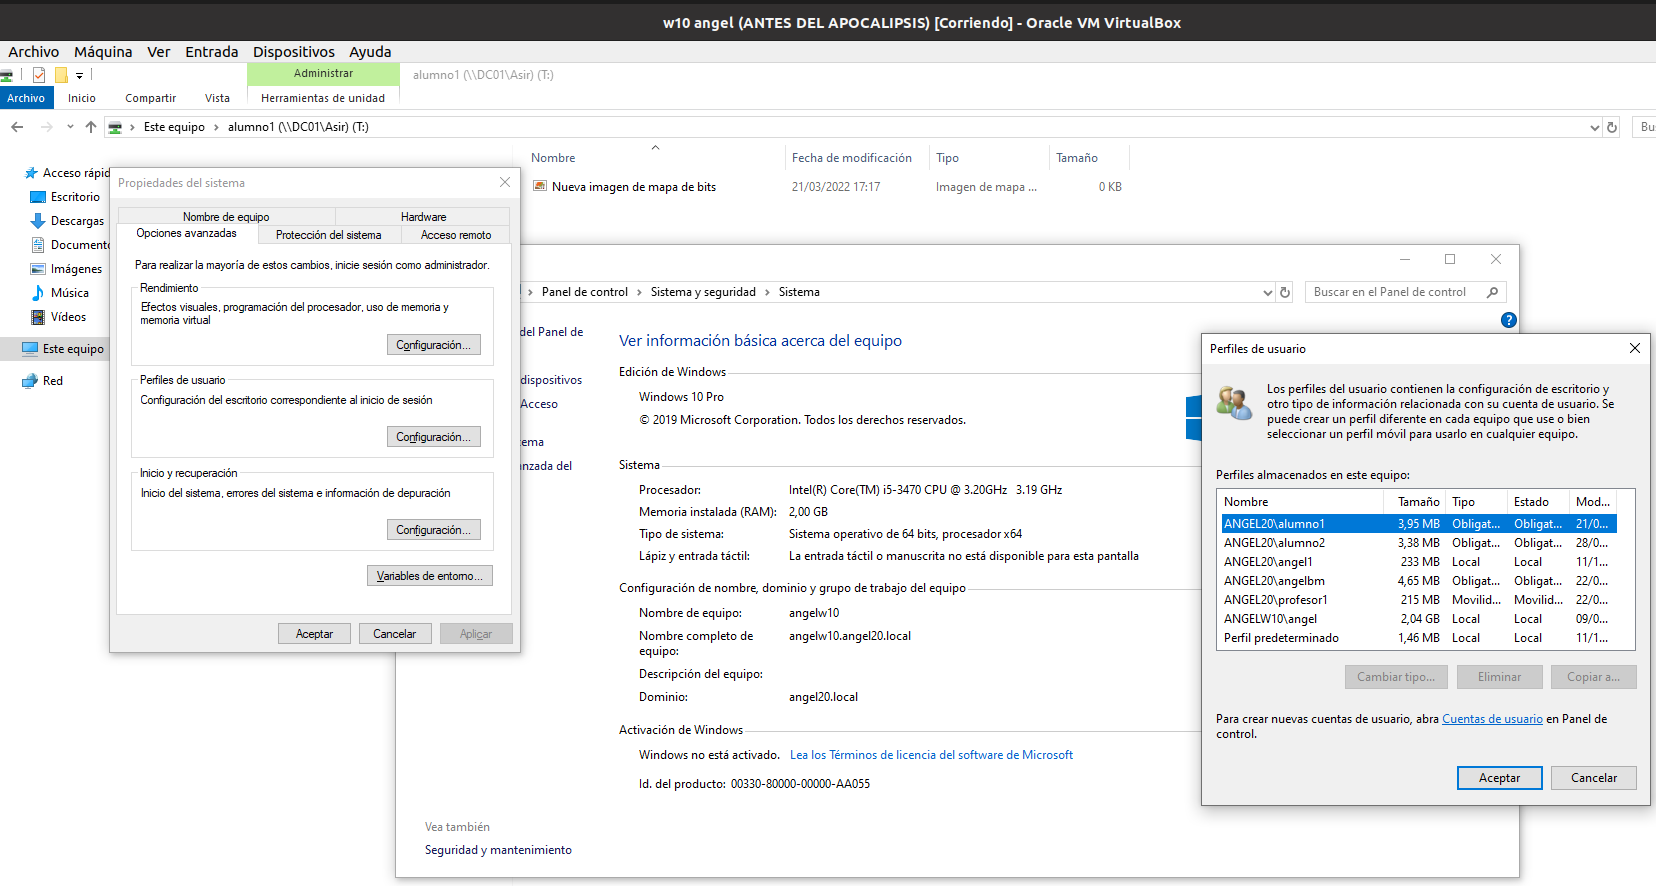 w10 angel (ANTES DEL APOCALIPSIS) [Corriendo] - Oracle VM VirtualBox
Archivo Máquina Ver Entrada Dispositivos Ayuda
Administrar
alumno1 (\\DC01\Asir) (T:)
Archivo Inicio Compartir Vista Herramientas de unidad
Este equipo > alumno1 (\\DC01\Asir) (T:)
Bus
Nombre Fecha de modificación Tipo Tamaño
Nueva imagen de mapa de bits 21/03/2022 17:17 Imagen de mapa ... 0 KB
Acceso rápid
Escritorio
Descargas
Documento
Imágenes
Música
Vídeos
Este equipo
Red
Propiedades del sistema
Nombre de equipo Hardware
Opciones avanzadas Protección del sistema Acceso remoto
Para realizar la mayoría de estos cambios, inicie sesión como administrador.
Rendimiento
Efectos visuales, programación del procesador, uso de memoria y
memoria virtual
Configuración...
Perfiles de usuario
Configuración del escritorio correspondiente al inicio de sesión
Configuración...
Inicio y recuperación
Inicio del sistema, errores del sistema e información de depuración
Configuración...
Variables de entorno...
Aceptar Cancelar Aplicar
> Panel de control > Sistema y seguridad > Sistema
Buscar en el Panel de control
del Panel de
dispositivos
Acceso
ema
anzada del
Ver información básica acerca del equipo
Edición de Windows
Windows 10 Pro
© 2019 Microsoft Corporation. Todos los derechos reservados.
Sistema
Procesador: Intel(R) Core(TM) i5-3470 CPU @ 3.20GHz 3.19 GHz
Memoria instalada (RAM): 2,00 GB
Tipo de sistema: Sistema operativo de 64 bits, procesador x64
Lápiz y entrada táctil: La entrada táctil o manuscrita no está disponible para esta pantalla
Configuración de nombre, dominio y grupo de trabajo del equipo
Nombre de equipo: angelw10
Nombre completo de angelw10.angel20.local
equipo:
Descripción del equipo:
Dominio: angel20.local
Activación de Windows
Windows no está activado. Lea los Términos de licencia del software de Microsoft
Id. del producto: 00330-80000-00000-AA055
Vea también
Seguridad y mantenimiento
?
Perfiles de usuario
Los perfiles del usuario contienen la configuración de escritorio y
otro tipo de información relacionada con su cuenta de usuario. Se
puede crear un perfil diferente en cada equipo que use o bien
seleccionar un perfil móvil para usarlo en cualquier equipo.
Perfiles almacenados en este equipo:
Nombre Tamaño Tipo Estado Mod...
ANGEL20\alumno1 3,95 MB Obligat... Obligat... 21/0...
ANGEL20\alumno2 3,38 MB Obligat... Obligat... 28/0...
ANGEL20\angel1 233 MB Local Local 11/1...
ANGEL20\angelbm 4,65 MB Obligat... Obligat... 22/0...
ANGEL20\profesor1 215 MB Movilid... Movilid... 22/0...
ANGELW10\angel 2,04 GB Local Local 09/0...
Perfil predeterminado 1,46 MB Local Local 11/1...
Cambiar tipo... Eliminar Copiar a...
Para crear nuevas cuentas de usuario, abra Cuentas de usuario en Panel de
control.
Aceptar Cancelar